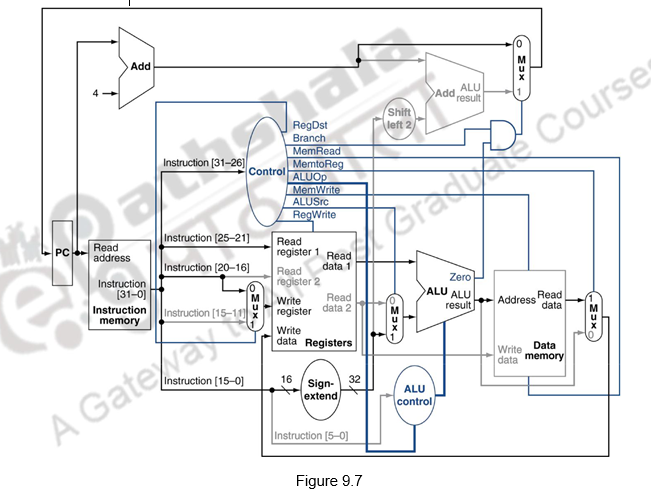 Add
4
0
M
u
x
1
Add
ALU
result
Shift
left 2
RegDst
Branch
MemRead
MemtoReg
ALUOp
MemWrite
ALUSrc
RegWrite
Control
Instruction [31–26]
Instruction [25–21]
Instruction [20–16]
Instruction [15–11]
Instruction [15–0]
Instruction [5–0]
PC
Read
address
Instruction
[31–0]
Instruction
memory
0
M
u
x
1
Read
register 1
Read
register 2
Write
register
Write
data
Read
data 1
Read
data 2
Registers
0
M
u
x
1
Zero
ALU
ALU
result
Address
Read
data
Write
data
Data
memory
1
M
u
x
0
16
Sign-
extend
32
ALU
control
A Gateway to All Post Graduate Courses
Figure 9.7